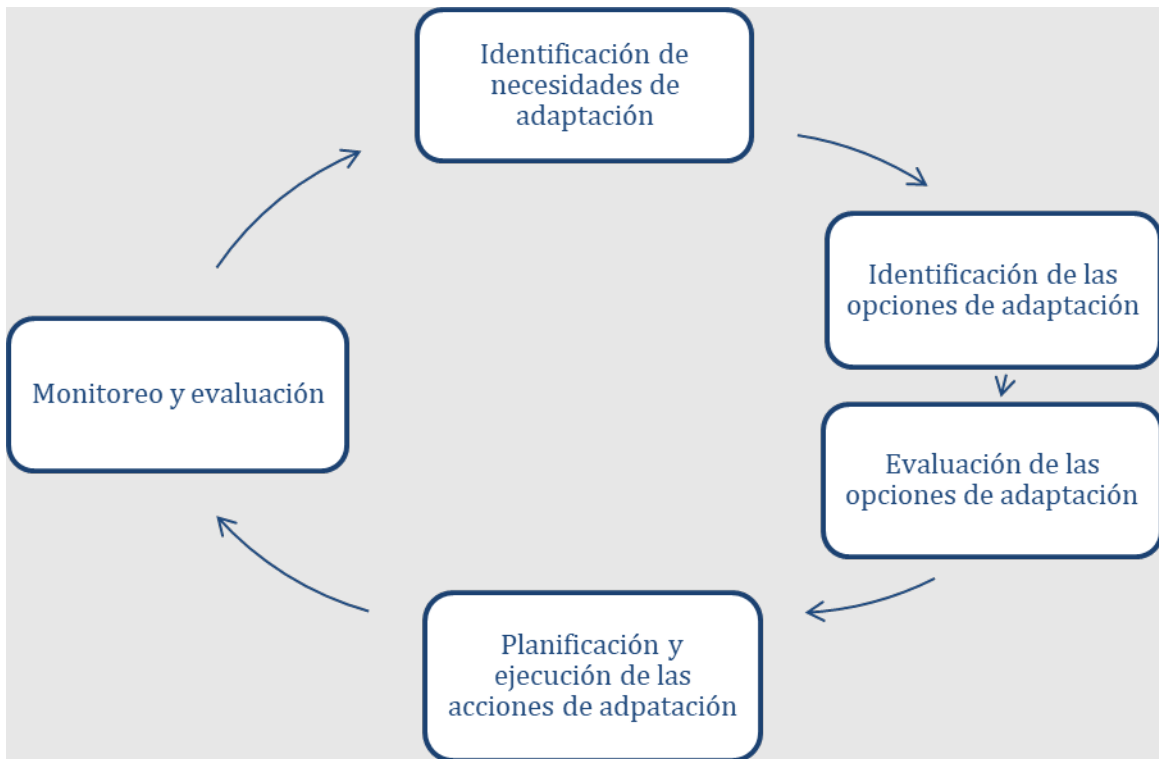 Identificación de
necesidades de
adaptación
Identificación de las
opciones de adaptación
Evaluación de las
opciones de adaptación
Planificación y
ejecución de las
acciones de adpatación
Monitoreo y evaluación